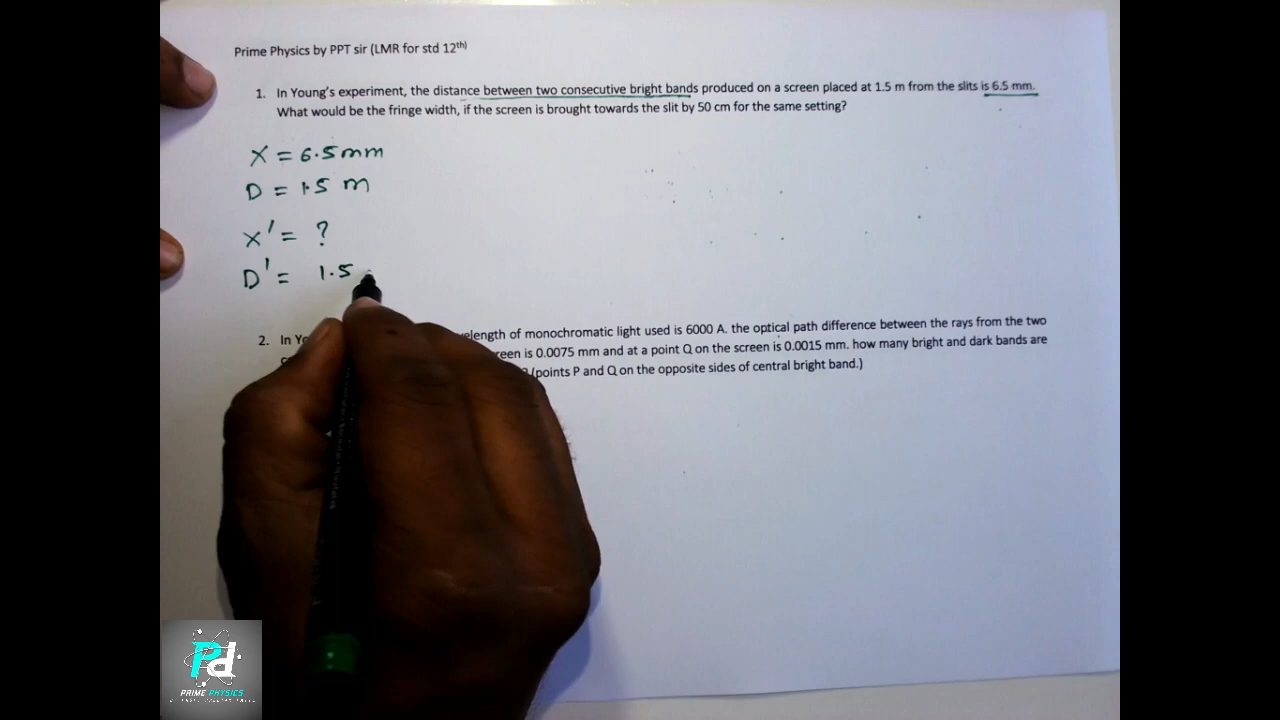 Prime Physics by PPT sir (LMR for std 12th)
1. In Young's experiment, the distance between two consecutive bright bands produced on a screen placed at 1.5 m from the slits is 6.5 mm.
What would be the fringe width, if the screen is brought towards the slit by 50 cm for the same setting?
X = 6.5 mm
D = 1.5 m
X' = ?
D' = 1.5
2. In length of monochromatic light used is 6000 A. the optical path difference between the rays from the two
is 0.0075 mm and at a point Q on the screen is 0.0015 mm. how many bright and dark bands are
(points P and Q on the opposite sides of central bright band.)
Pd
PRIME PHYSICS